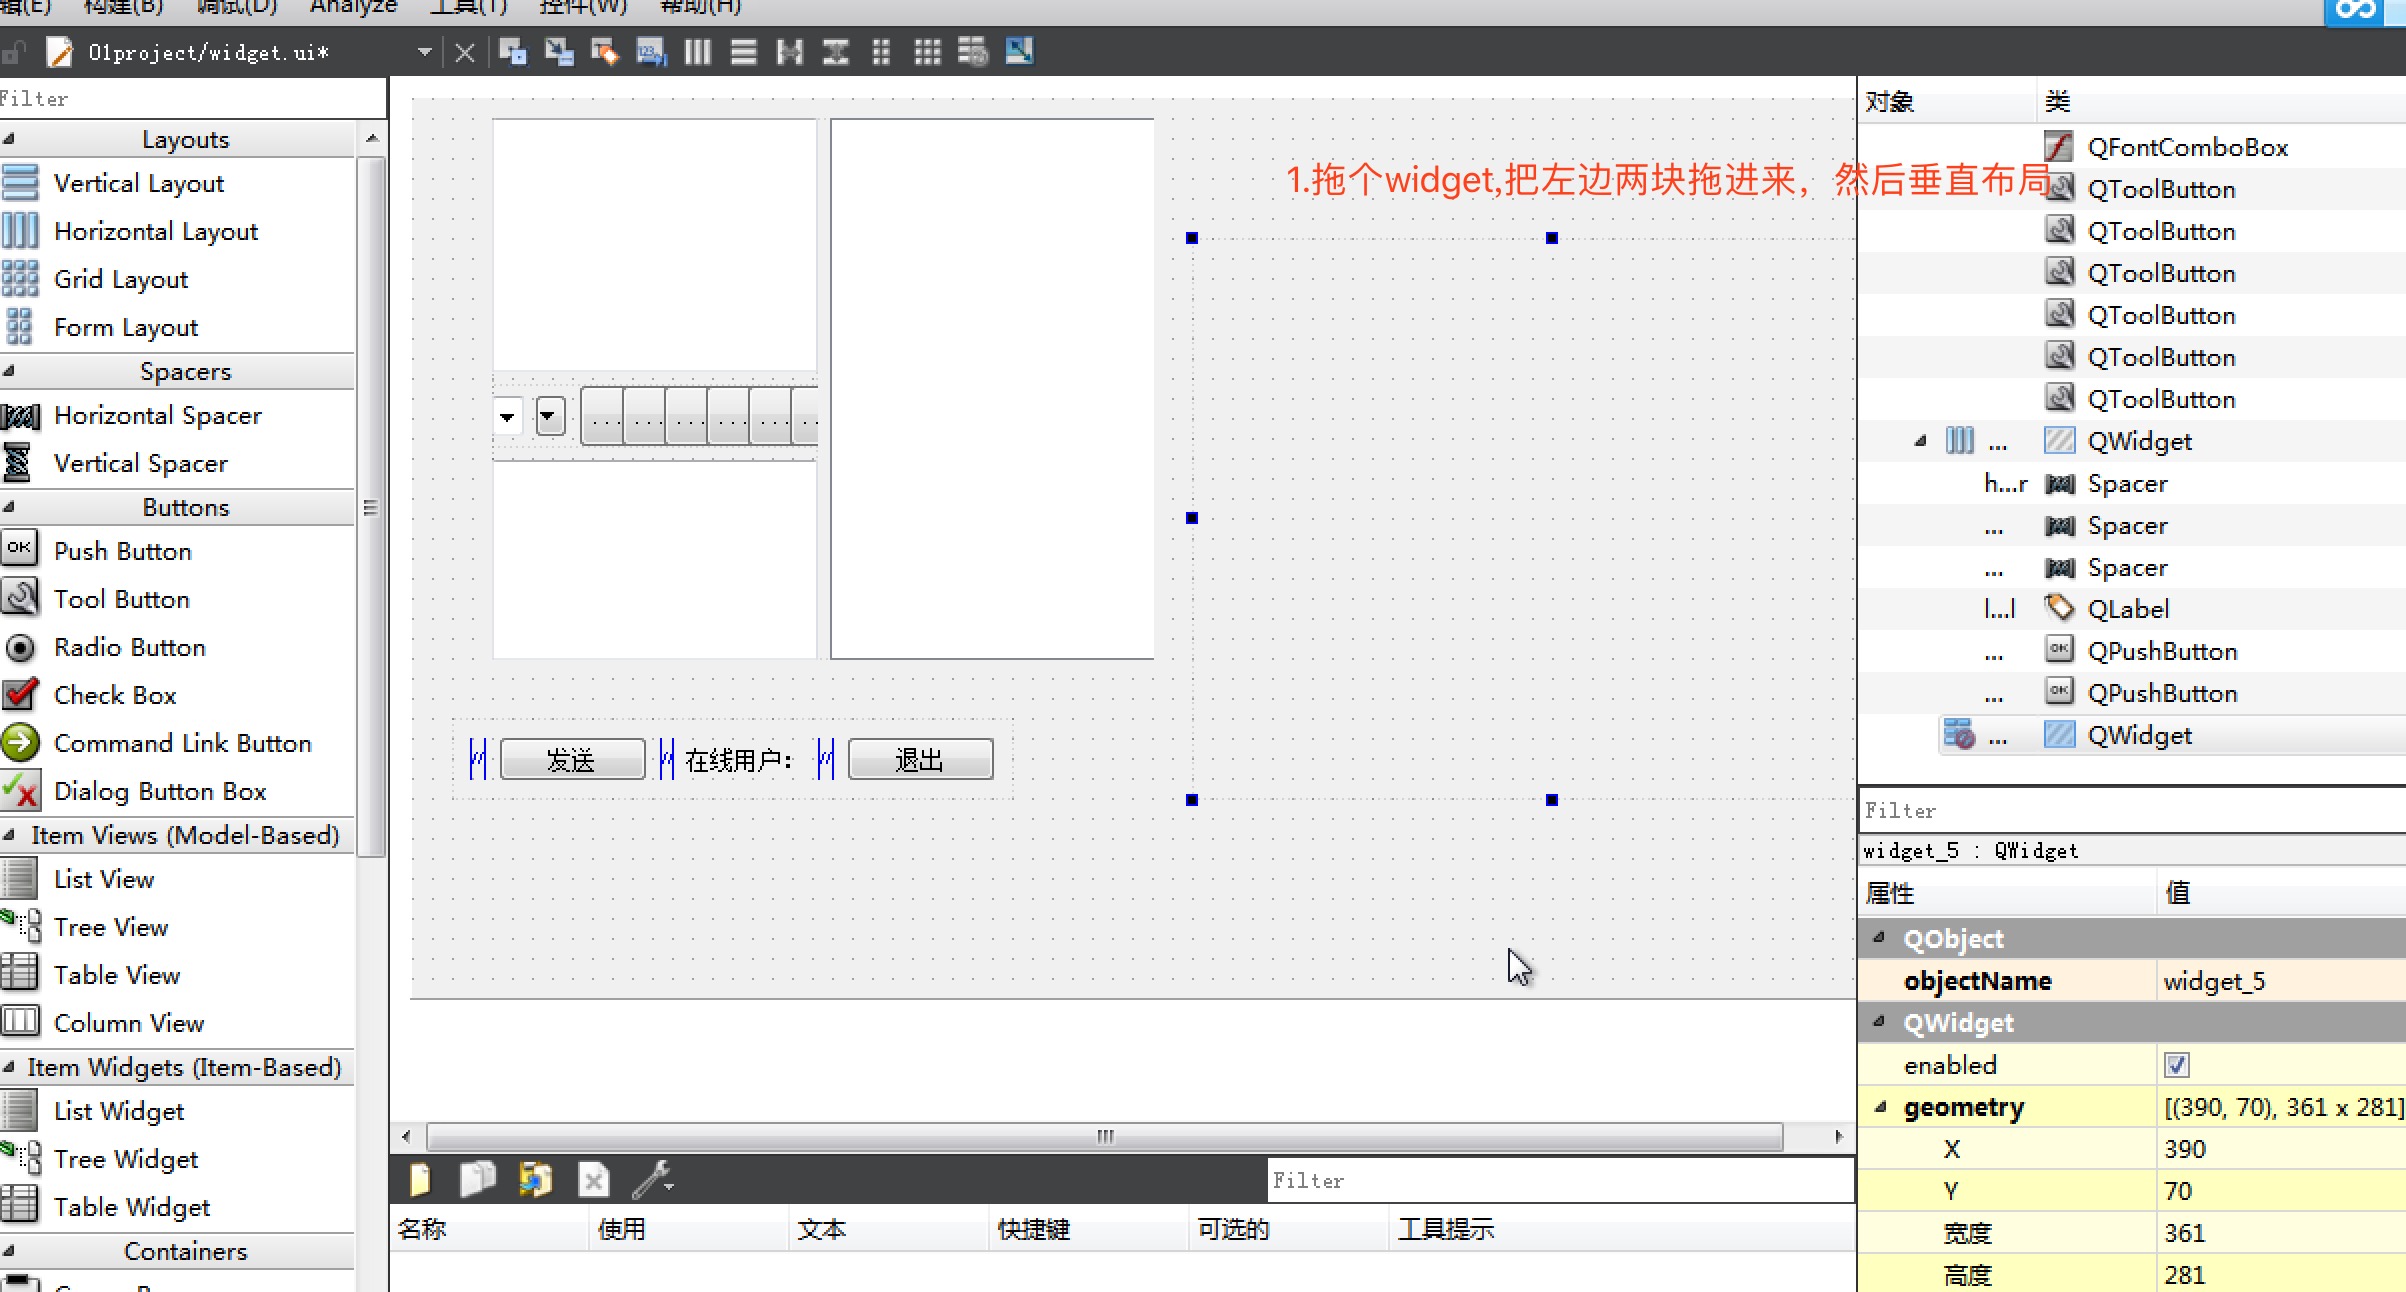 辑(E) 构建(B) 调试(D) Analyze 工具(T) 控件(W) 帮助(H)
01project/widget.ui*
Filter
Layouts
Vertical Layout
Horizontal Layout
Grid Layout
Form Layout
Spacers
Horizontal Spacer
Vertical Spacer
Buttons
OK Push Button
Tool Button
Radio Button
Check Box
Command Link Button
Dialog Button Box
Item Views (Model-Based)
List View
Tree View
Table View
Column View
Item Widgets (Item-Based)
List Widget
Tree Widget
Table Widget
Containers
1.拖个widget,把左边两块拖进来，然后垂直布局
... ... ... ... ... ..
发送 在线用户： 退出
Filter
名称 使用 文本 快捷键 可选的 工具提示
对象 类
QFontComboBox
QToolButton
QToolButton
QToolButton
QToolButton
QToolButton
QToolButton
... QWidget
h...r Spacer
... Spacer
... Spacer
l...l QLabel
... OK QPushButton
... OK QPushButton
... QWidget
Filter
widget_5 : QWidget
属性 值
QObject
objectName widget_5
QWidget
enabled
geometry [(390, 70), 361 x 281]
X 390
Y 70
宽度 361
高度 281